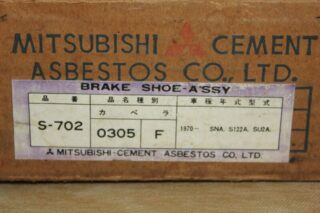 MITSUBISHI CEMENT
ASBESTOS CO., LTD.
BRAKE SHOE-A'SSY
品番 品名種別 車種年式型式
カ ベ ラ
S-702 0305 F 1970- SNA. S122A. SU2A.
MITSUBISHI-CEMENT ASBESTOS CO, LTD.